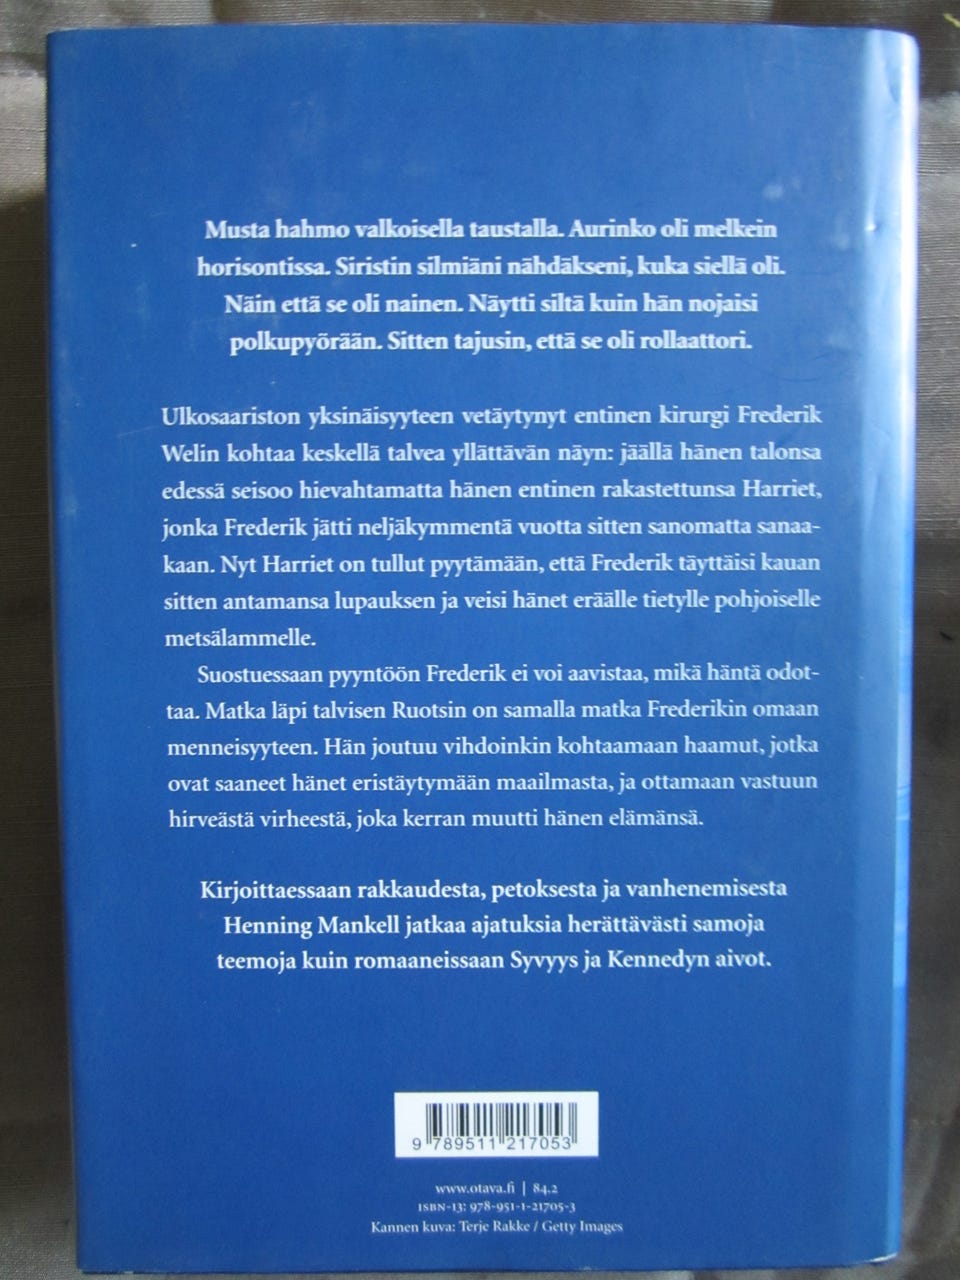 Musta hahmo valkoisella taustalla. Aurinko oli melkein
horisontissa. Siristin silmiäni nähdäkseni, kuka siellä oli.
Näin että se oli nainen. Näytti siltä kuin hän nojaisi
polkupyörään. Sitten tajusin, että se oli rollaattori.
Ulkosaariston yksinäisyyteen vetäytynyt entinen kirurgi Frederik
Welin kohtaa keskellä talvea yllättävän näyn: jäällä hänen talonsa
edessä seisoo hievahtamatta hänen entinen rakastettunsa Harriet,
jonka Frederik jätti neljäkymmentä vuotta sitten sanomatta sanaa-
kaan. Nyt Harriet on tullut pyytämään, että Frederik täyttäisi kauan
sitten antamansa lupauksen ja veisi hänet eräälle tietylle pohjoiselle
metsälammelle.
Suostuessaan pyyntöön Frederik ei voi aavistaa, mikä häntä odot-
taa. Matka läpi talvisen Ruotsin on samalla matka Frederikin omaan
menneisyyteen. Hän joutuu vihdoinkin kohtaamaan haamut, jotka
ovat saaneet hänet eristäytymään maailmasta, ja ottamaan vastuun
hirveästä virheestä, joka kerran muutti hänen elämänsä.
Kirjoittaessaan rakkaudesta, petoksesta ja vanhenemisesta
Henning Mankell jatkaa ajatuksia herättävästi samoja
teemoja kuin romaaneissaan Syvyys ja Kennedyn aivot.
9 789511 217053
www.otava.fi | 84.2
ISBN-13: 978-951-1-21705-3
Kannen kuva: Terje Rakke / Getty Images